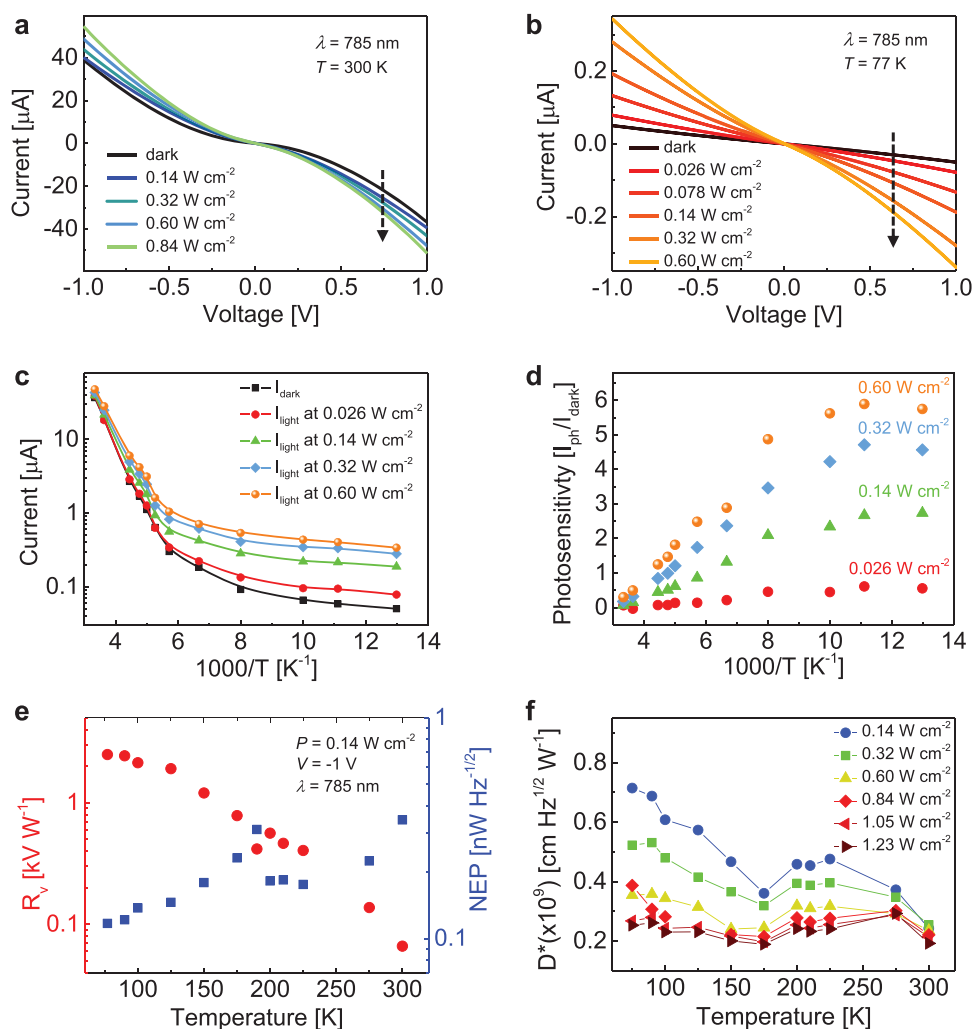 a
λ = 785 nm
T = 300 K
Current [µA]
40
20
0
-20
-40
dark
0.14 W cm-2
0.32 W cm-2
0.60 W cm-2
0.84 W cm-2
-1.0 -0.5 0.0 0.5 1.0
Voltage [V]
b
λ = 785 nm
T = 77 K
Current [µA]
0.2
0.0
-0.2
dark
0.026 W cm-2
0.078 W cm-2
0.14 W cm-2
0.32 W cm-2
0.60 W cm-2
-1.0 -0.5 0.0 0.5 1.0
Voltage [V]
c
Current [µA]
10
1
0.1
Idark
Ilight at 0.026 W cm-2
Ilight at 0.14 W cm-2
Ilight at 0.32 W cm-2
Ilight at 0.60 W cm-2
4 6 8 10 12 14
1000/T [K-1]
d
Photosensitivty [Iph/Idark]
6
5
4
3
2
1
0
0.60 W cm-2
0.32 W cm-2
0.14 W cm-2
0.026 W cm-2
4 6 8 10 12 14
1000/T [K-1]
e
Rv [kV W-1]
1
0.1
P = 0.14 W cm-2
V = -1 V
λ = 785 nm
1
0.1
NEP [nW Hz-1/2]
100 150 200 250 300
Temperature [K]
f
D*(x109) [cm Hz1/2 W-1]
0.8
0.6
0.4
0.2
0.14 W cm-2
0.32 W cm-2
0.60 W cm-2
0.84 W cm-2
1.05 W cm-2
1.23 W cm-2
100 150 200 250 300
Temperature [K]